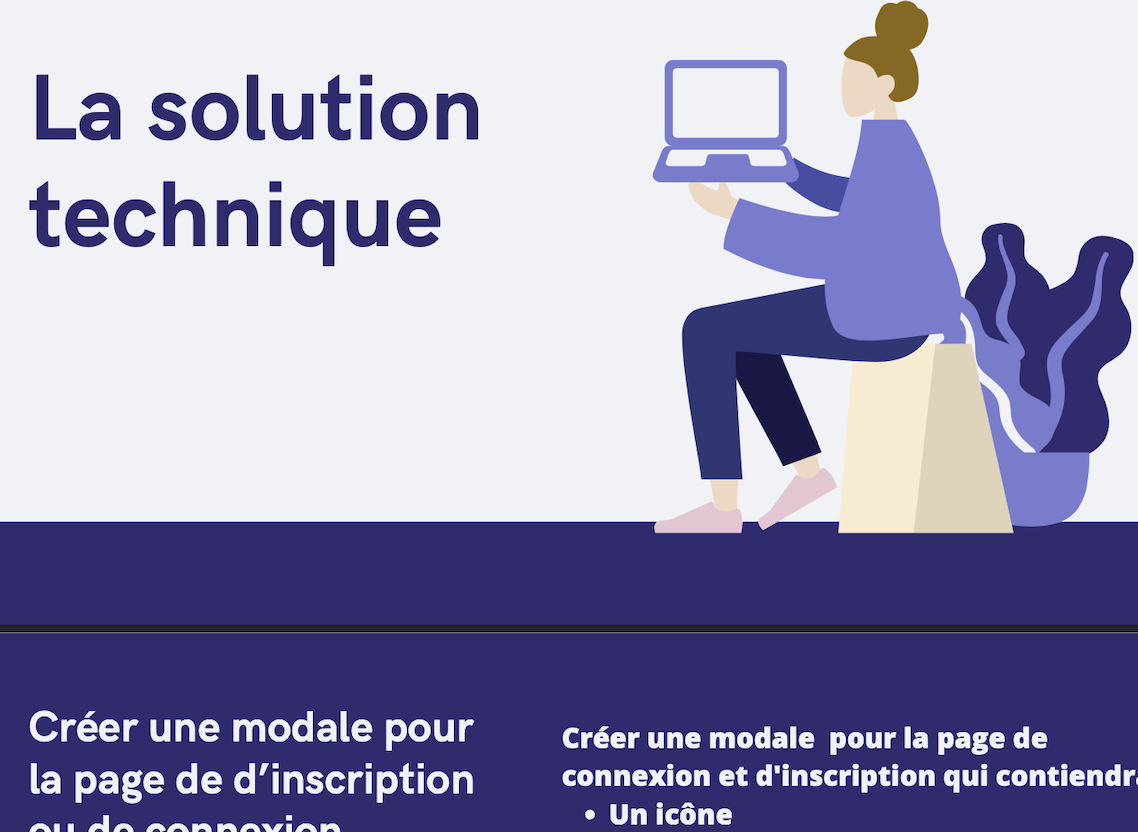 La solution
technique
Créer une modale pour
la page de d’inscription
ou de connexion
Créer une modale  pour la page de
connexion et d'inscription qui contiendra
• Un icône